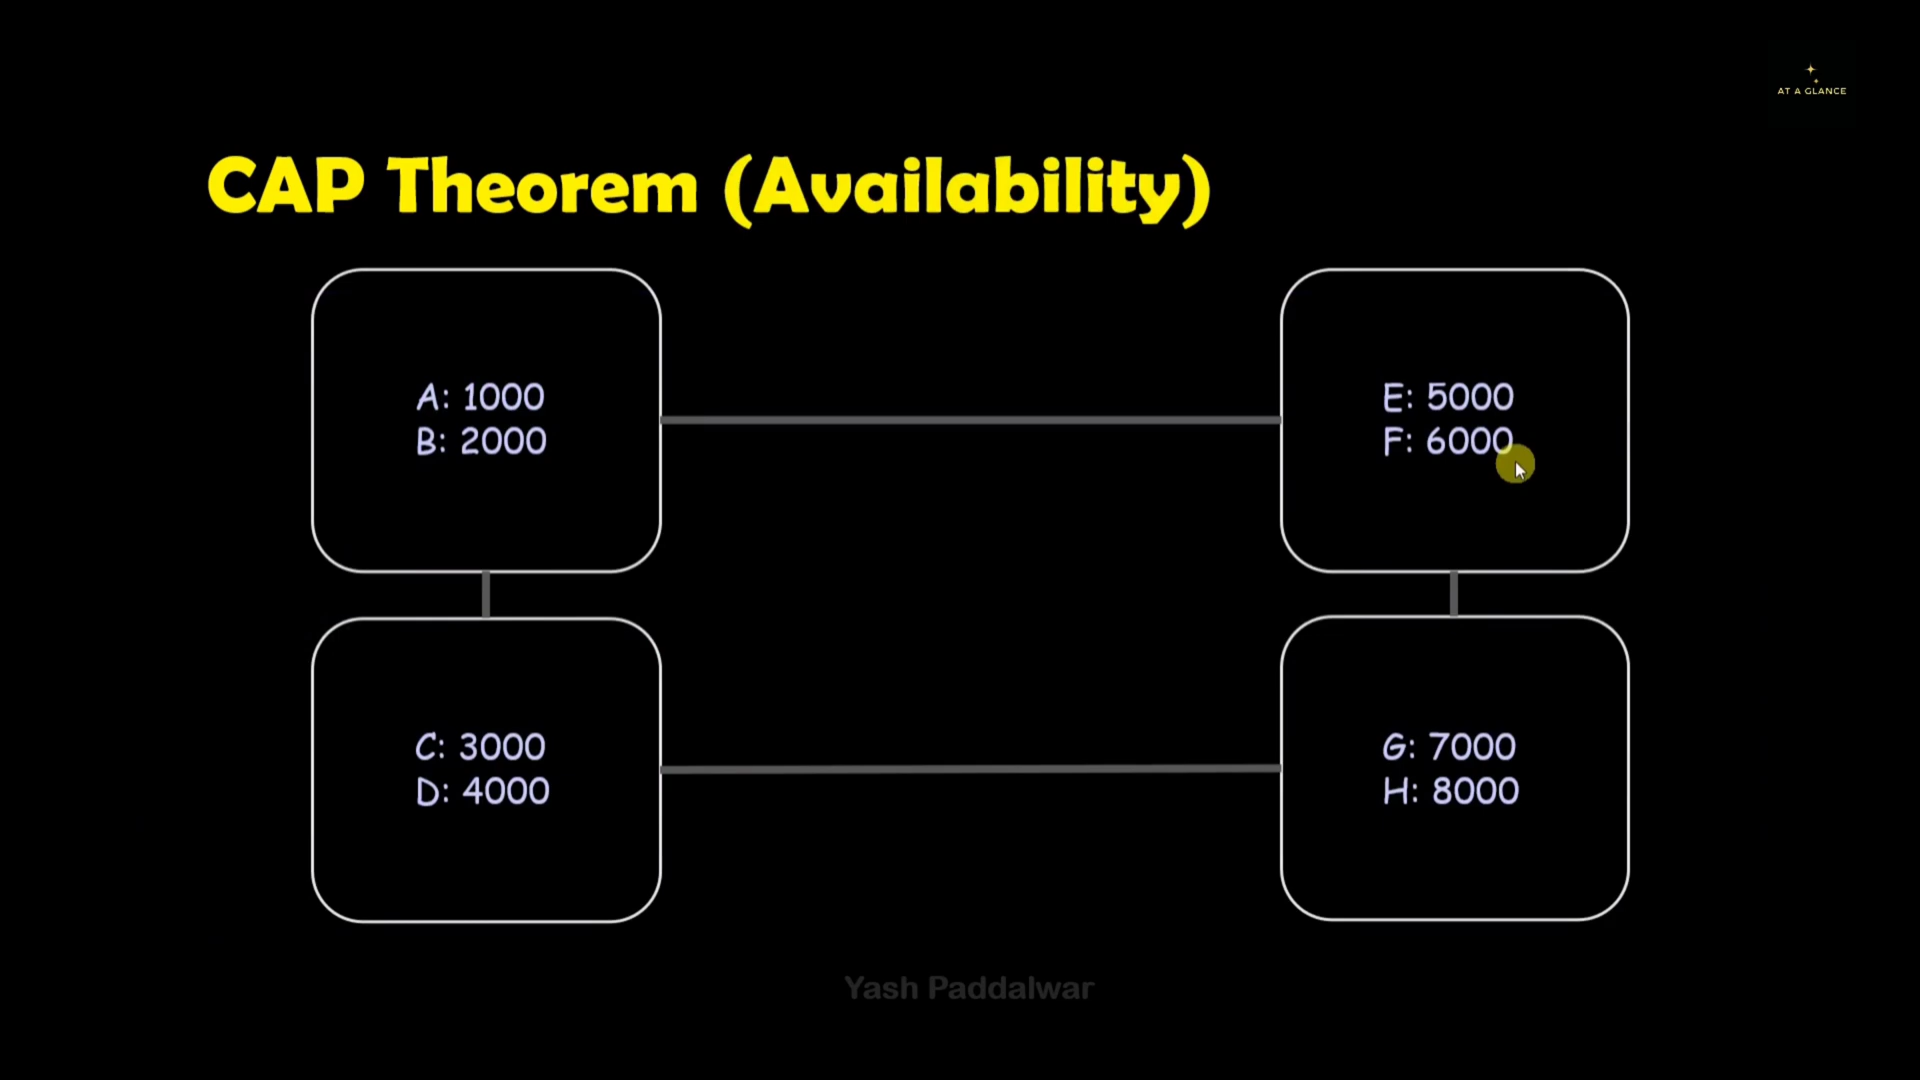 AT A GLANCE
CAP Theorem (Availability)
A: 1000
B: 2000
E: 5000
F: 6000
C: 3000
D: 4000
G: 7000
H: 8000
Yash Paddalwar